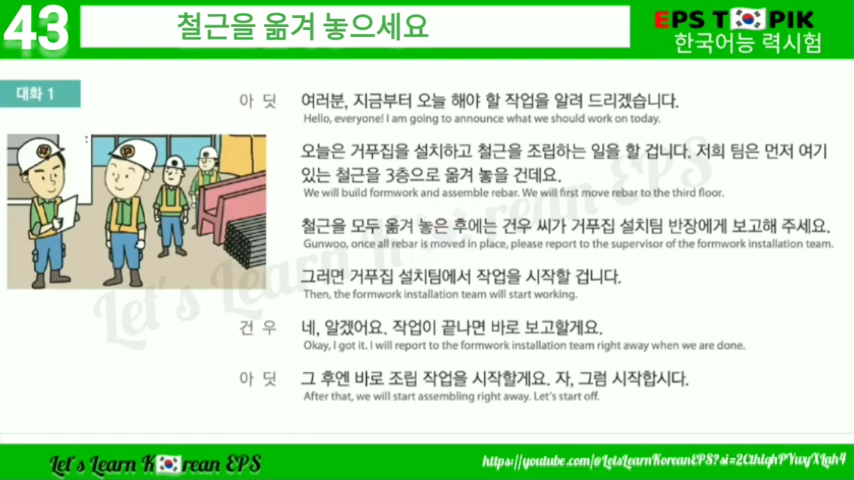 43
철근을 옮겨 놓으세요
EPS TOPIK
한국어능 력시험
대화 1
아 딧 여러분, 지금부터 오늘 해야 할 작업을 알려 드리겠습니다.
Hello, everyone! I am going to announce what we should work on today.
오늘은 거푸집을 설치하고 철근을 조립하는 일을 할 겁니다. 저희 팀은 먼저 여기
있는 철근을 3층으로 옮겨 놓을 건데요.
We will build formwork and assemble rebar. We will first move rebar to the third floor.
철근을 모두 옮겨 놓은 후에는 건우 씨가 거푸집 설치팀 반장에게 보고해 주세요.
Gunwoo, once all rebar is moved in place, please report to the supervisor of the formwork installation team.
그러면 거푸집 설치팀에서 작업을 시작할 겁니다.
Then, the formwork installation team will start working.
건 우 네, 알겠어요. 작업이 끝나면 바로 보고할게요.
Okay, I got it. I will report to the formwork installation team right away when we are done.
아 딧 그 후엔 바로 조립 작업을 시작할게요. 자, 그럼 시작합시다.
After that, we will start assembling right away. Let's start off.
Let's Learn Korean EPS
Let's Learn Korean EPS